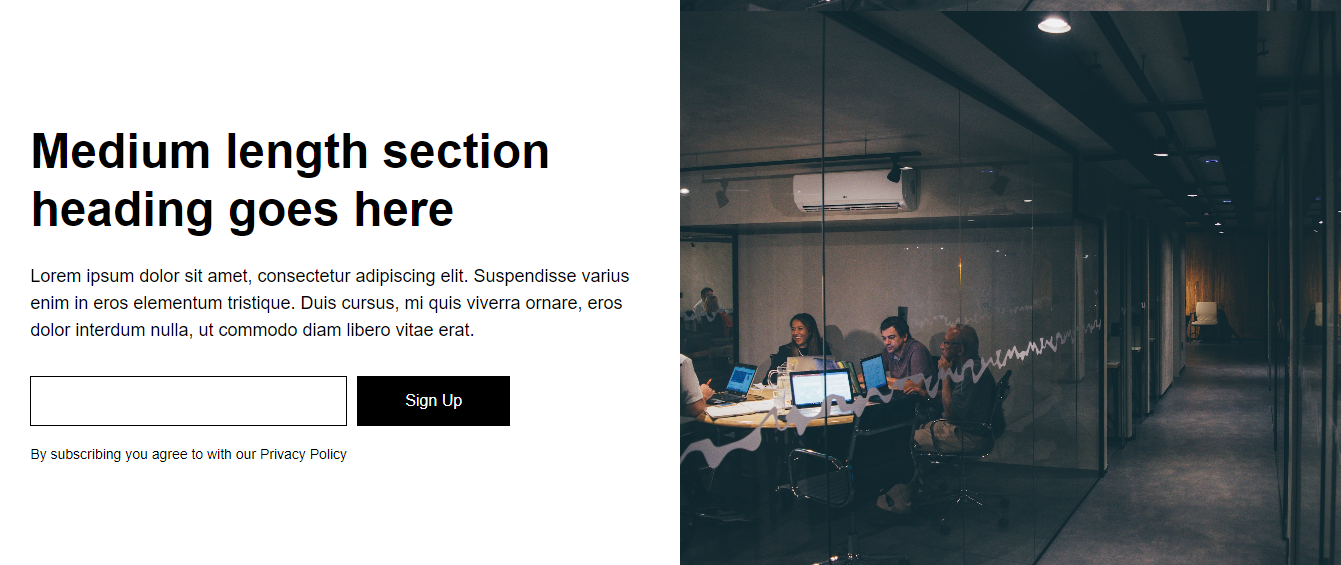 Medium length section
heading goes here
Lorem ipsum dolor sit amet, consectetur adipiscing elit. Suspendisse varius
enim in eros elementum tristique. Duis cursus, mi quis viverra ornare, eros
dolor interdum nulla, ut commodo diam libero vitae erat.
Sign Up
By subscribing you agree to with our Privacy Policy